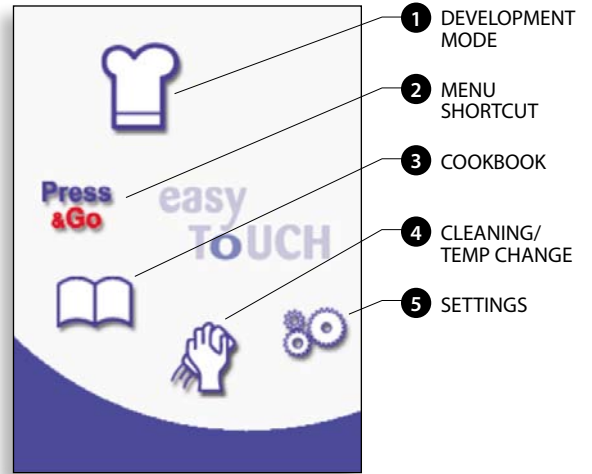 1 DEVELOPMENT
MODE
2 MENU
SHORTCUT
3 COOKBOOK
4 CLEANING/
TEMP CHANGE
5 SETTINGS
Press
&Go
easy
ToUCH